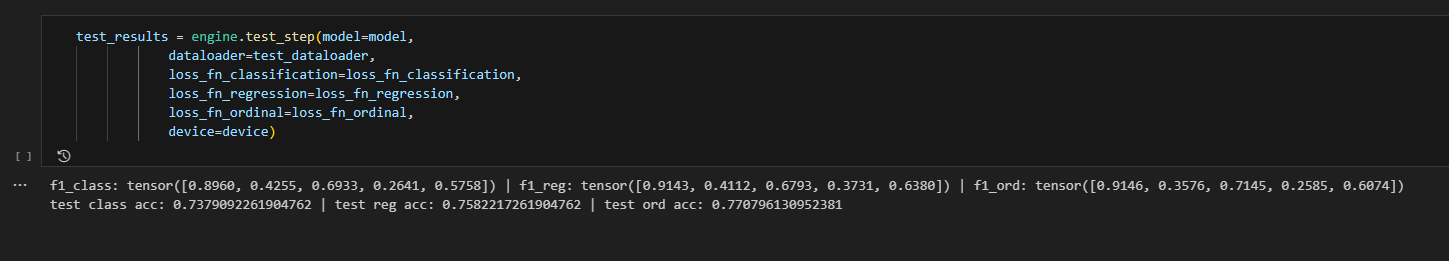 test_results = engine.test_step(model=model,
dataloader=test_dataloader,
loss_fn_classification=loss_fn_classification,
loss_fn_regression=loss_fn_regression,
loss_fn_ordinal=loss_fn_ordinal,
device=device)
[ ]
... f1_class: tensor([0.8960, 0.4255, 0.6933, 0.2641, 0.5758]) | f1_reg: tensor([0.9143, 0.4112, 0.6793, 0.3731, 0.6380]) | f1_ord: tensor([0.9146, 0.3576, 0.7145, 0.2585, 0.6074])
test class acc: 0.7379092261904762 | test reg acc: 0.7582217261904762 | test ord acc: 0.770796130952381